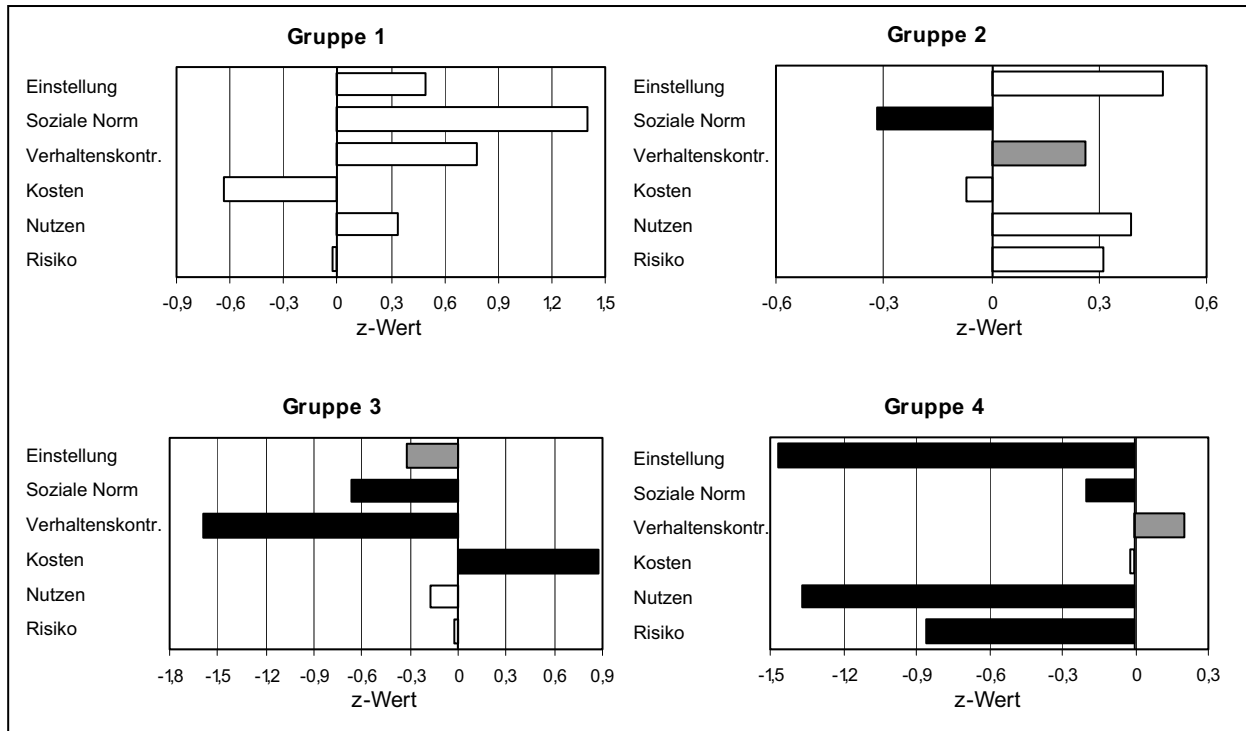 Gruppe 1
Einstellung
Soziale Norm
Verhaltenskontr.
Kosten
Nutzen
Risiko
-0,9 -0,6 -0,3 0 0,3 0,6 0,9 1,2 1,5
z-Wert
Gruppe 2
Einstellung
Soziale Norm
Verhaltenskontr.
Kosten
Nutzen
Risiko
-0,6 -0,3 0 0,3 0,6
z-Wert
Gruppe 3
Einstellung
Soziale Norm
Verhaltenskontr.
Kosten
Nutzen
Risiko
-1,8 -1,5 -1,2 -0,9 -0,6 -0,3 0 0,3 0,6 0,9
z-Wert
Gruppe 4
Einstellung
Soziale Norm
Verhaltenskontr.
Kosten
Nutzen
Risiko
-1,5 -1,2 -0,9 -0,6 -0,3 0 0,3
z-Wert